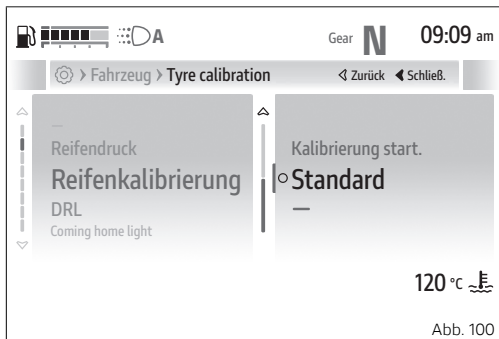 A Gear N 09:09 am
Fahrzeug Tyre calibration Zurück Schließ.
Reifendruck
Reifenkalibrierung
DRL
Coming home light
Kalibrierung start.
Standard
120 °C
Abb. 100